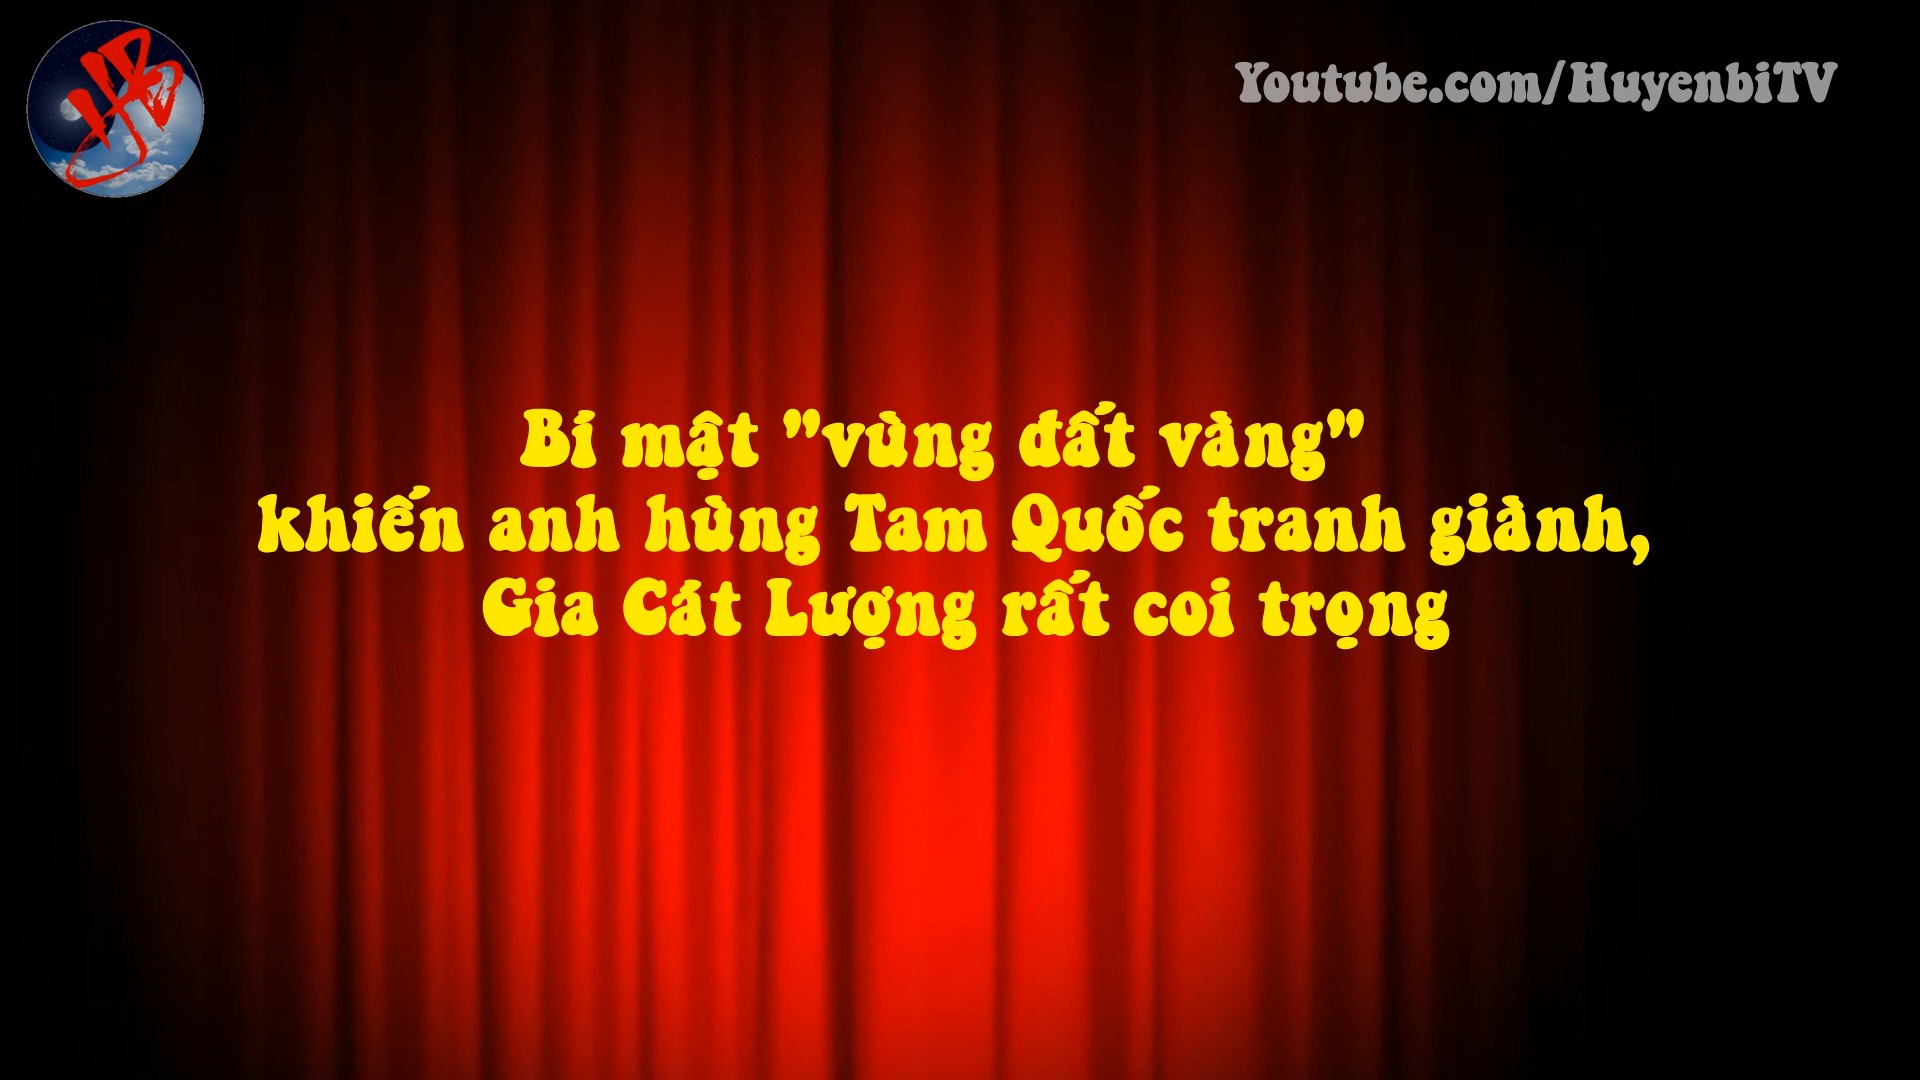 Youtube.com/HuyenbiTV
HB
Bí mật "vùng đất vàng"
khiến anh hùng Tam Quốc tranh giành,
Gia Cát Lượng rất coi trọng